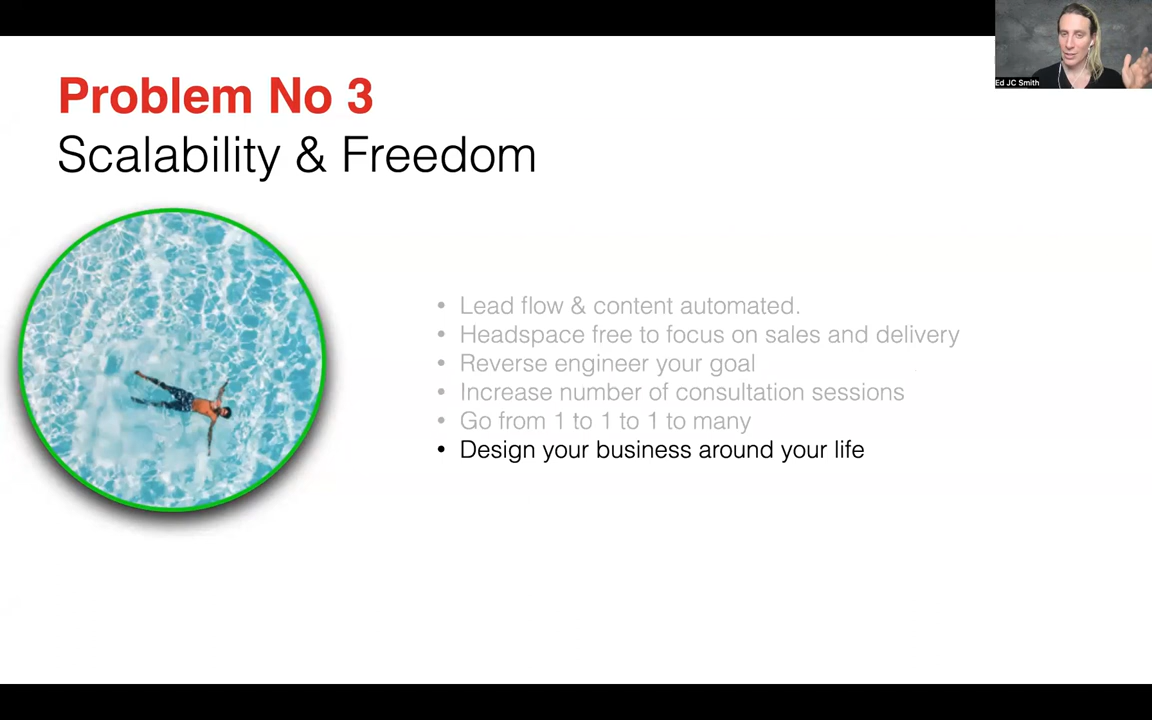 Ed JC Smith
Problem No 3
Scalability & Freedom
• Lead flow & content automated.
• Headspace free to focus on sales and delivery
• Reverse engineer your goal
• Increase number of consultation sessions
• Go from 1 to 1 to 1 to many
• Design your business around your life